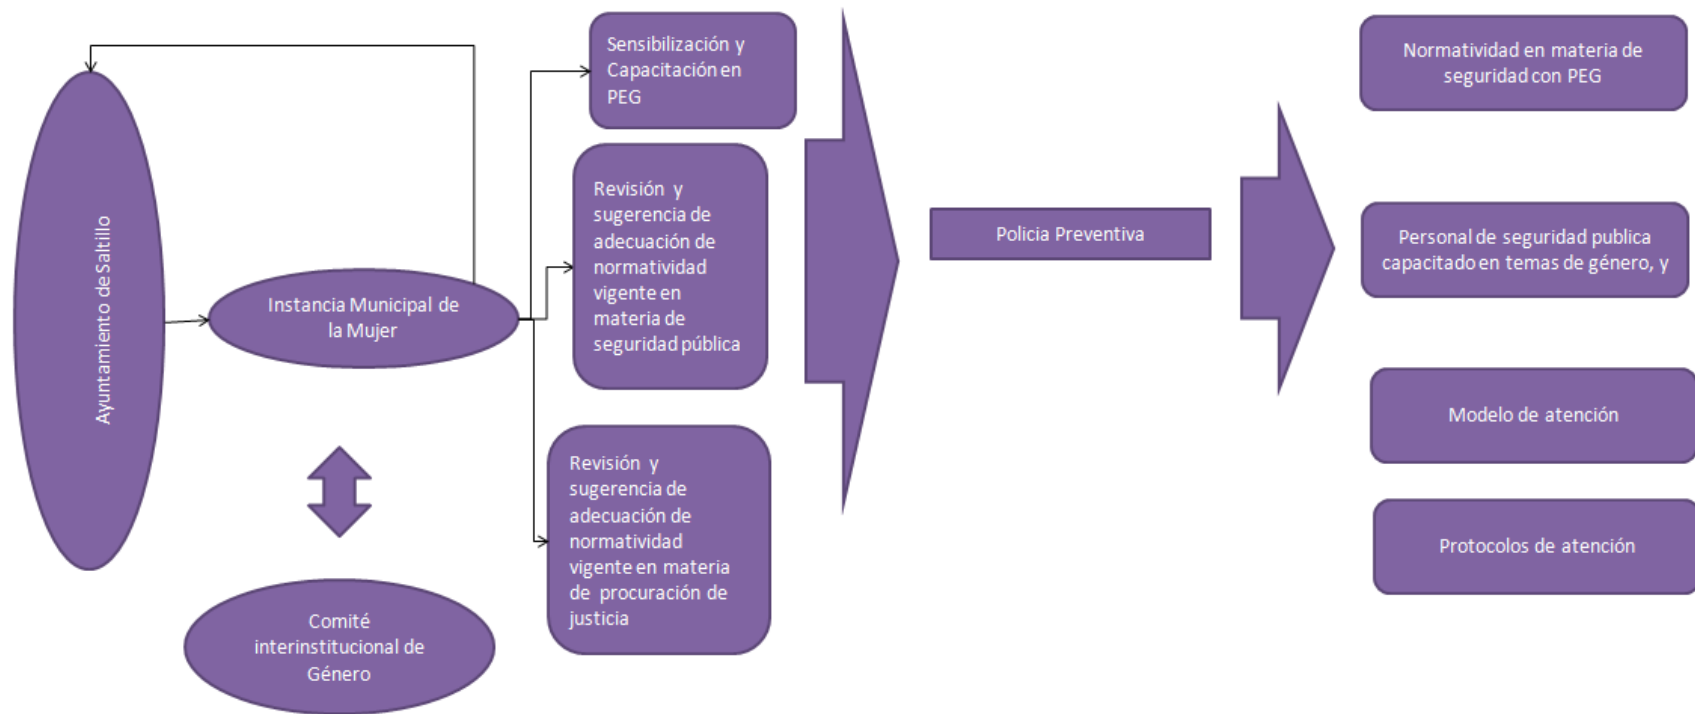 Ayuntamiento de Saltillo
Instancia Municipal de
la Mujer
Comité
interinstitucional de
Género
Sensibilización y
Capacitación en
PEG
Revisión y
sugerencia de
adecuación de
normatividad
vigente en
materia de
seguridad pública
Revisión y
sugerencia de
adecuación de
normatividad
vigente en materia
de procuración de
justicia
Policia Preventiva
Normatividad en materia de
seguridad con PEG
Personal de seguridad publica
capacitado en temas de género, y
Modelo de atención
Protocolos de atención